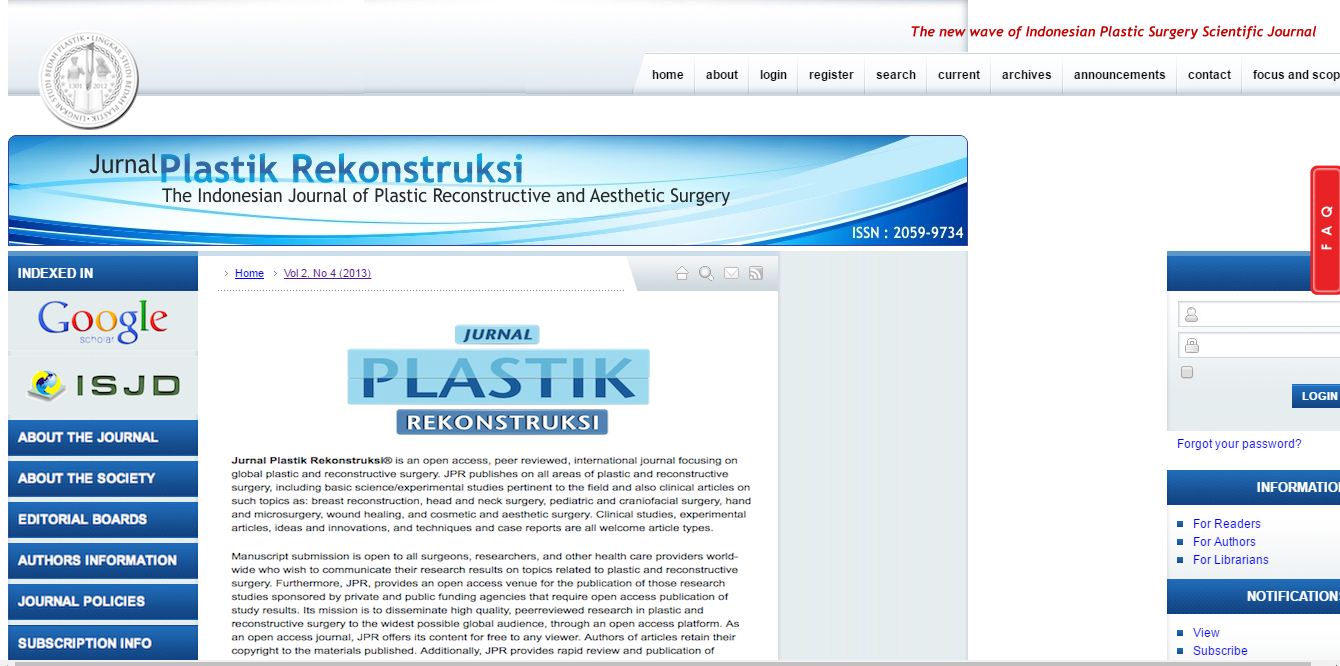 The new wave of Indonesian Plastic Surgery Scientific Journal
home about login register search current archives announcements contact focus and scop
LINGKAR STUDI BEDAH PLASTIK
1301 2012
Jurnal Plastik Rekonstruksi
The Indonesian Journal of Plastic Reconstructive and Aesthetic Surgery
ISSN : 2059-9734
FAQ
INDEXED IN
Google
scholar
ISJD
ABOUT THE JOURNAL
ABOUT THE SOCIETY
EDITORIAL BOARDS
AUTHORS INFORMATION
JOURNAL POLICIES
SUBSCRIPTION INFO
Home Vol 2, No 4 (2013)
JURNAL
PLASTIK
REKONSTRUKSI
Jurnal Plastik Rekonstruksi® is an open access, peer reviewed, international journal focusing on
global plastic and reconstructive surgery. JPR publishes on all areas of plastic and reconstructive
surgery, including basic science/experimental studies pertinent to the field and also clinical articles on
such topics as: breast reconstruction, head and neck surgery, pediatric and craniofacial surgery, hand
and microsurgery, wound healing, and cosmetic and aesthetic surgery. Clinical studies, experimental
articles, ideas and innovations, and techniques and case reports are all welcome article types.
Manuscript submission is open to all surgeons, researchers, and other health care providers world-
wide who wish to communicate their research results on topics related to plastic and reconstructive
surgery. Furthermore, JPR, provides an open access venue for the publication of those research
studies sponsored by private and public funding agencies that require open access publication of
study results. Its mission is to disseminate high quality, peerreviewed research in plastic and
reconstructive surgery to the widest possible global audience, through an open access platform. As
an open access journal, JPR offers its content for free to any viewer. Authors of articles retain their
copyright to the materials published. Additionally, JPR provides rapid review and publication of
LOGIN
Forgot your password?
INFORMATIO
For Readers
For Authors
For Librarians
NOTIFICATION
View
Subscribe